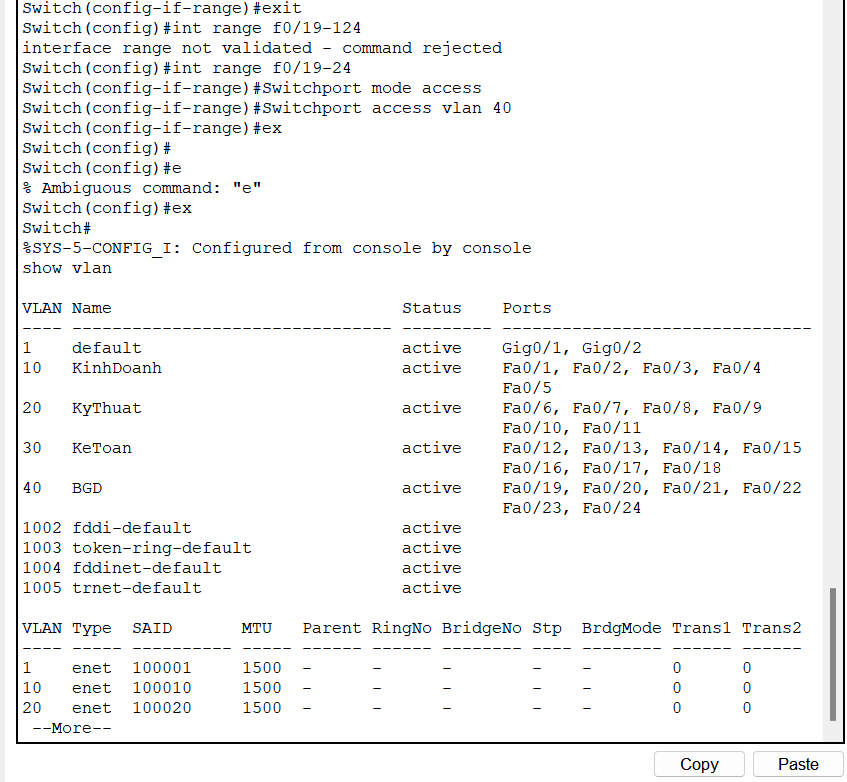 Switch(config-if-range)#exit
Switch(config)#int range f0/19-124
interface range not validated - command rejected
Switch(config)#int range f0/19-24
Switch(config-if-range)#Switchport mode access
Switch(config-if-range)#Switchport access vlan 40
Switch(config-if-range)#ex
Switch(config)#
Switch(config)#e
% Ambiguous command: "e"
Switch(config)#ex
Switch#
%SYS-5-CONFIG_I: Configured from console by console
show vlan

VLAN Name                             Status    Ports
---- -------------------------------- --------- -------------------------------
1    default                          active    Gig0/1, Gig0/2
10   KinhDoanh                        active    Fa0/1, Fa0/2, Fa0/3, Fa0/4
                                                Fa0/5
20   KyThuat                          active    Fa0/6, Fa0/7, Fa0/8, Fa0/9
                                                Fa0/10, Fa0/11
30   KeToan                           active    Fa0/12, Fa0/13, Fa0/14, Fa0/15
                                                Fa0/16, Fa0/17, Fa0/18
40   BGD                              active    Fa0/19, Fa0/20, Fa0/21, Fa0/22
                                                Fa0/23, Fa0/24
1002 fddi-default                     active
1003 token-ring-default               active
1004 fddinet-default                  active
1005 trnet-default                    active

VLAN Type  SAID       MTU   Parent RingNo BridgeNo Stp  BrdgMode Trans1 Trans2
---- ----- ---------- ----- ------ ------ -------- ---- -------- ------ ------
1    enet  100001     1500  -      -      -        -    -        0      0
10   enet  100010     1500  -      -      -        -    -        0      0
20   enet  100020     1500  -      -      -        -    -        0      0
 --More--
Copy Paste